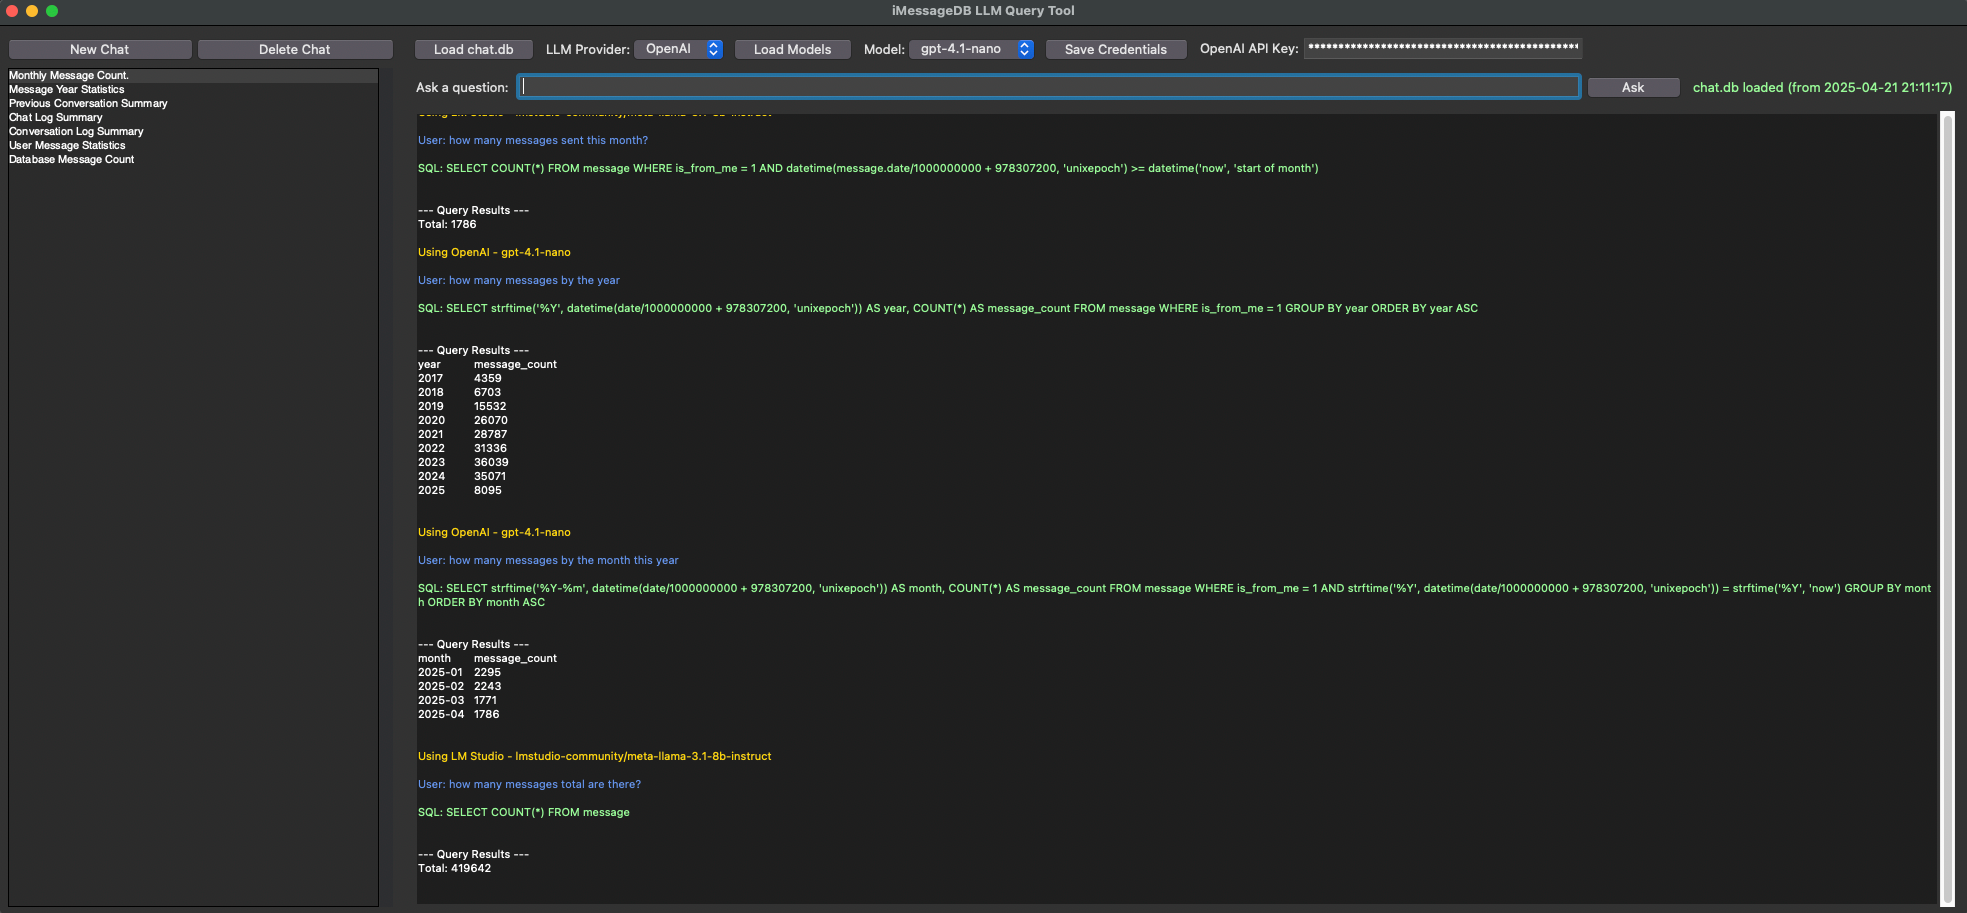 iMessageDB LLM Query Tool
New Chat
Delete Chat
Load chat.db
LLM Provider:
OpenAI
Load Models
Model:
gpt-4.1-nano
Save Credentials
OpenAI API Key:
Ask a question:
Ask
chat.db loaded (from 2025-04-21 21:11:17)
Monthly Message Count.
Message Year Statistics
Previous Conversation Summary
Chat Log Summary
Conversation Log Summary
User Message Statistics
Database Message Count
Using LM Studio - lmstudio-community/meta-llama-3.1-8b-instruct
User: how many messages sent this month?
SQL: SELECT COUNT(*) FROM message WHERE is_from_me = 1 AND datetime(message.date/1000000000 + 978307200, 'unixepoch') >= datetime('now', 'start of month')
--- Query Results ---
Total: 1786
Using OpenAI - gpt-4.1-nano
User: how many messages by the year
SQL: SELECT strftime('%Y', datetime(date/1000000000 + 978307200, 'unixepoch')) AS year, COUNT(*) AS message_count FROM message WHERE is_from_me = 1 GROUP BY year ORDER BY year ASC
--- Query Results ---
year message_count
2017 4359
2018 6703
2019 15532
2020 26070
2021 28787
2022 31336
2023 36039
2024 35071
2025 8095
Using OpenAI - gpt-4.1-nano
User: how many messages by the month this year
SQL: SELECT strftime('%Y-%m', datetime(date/1000000000 + 978307200, 'unixepoch')) AS month, COUNT(*) AS message_count FROM message WHERE is_from_me = 1 AND strftime('%Y', datetime(date/1000000000 + 978307200, 'unixepoch')) = strftime('%Y', 'now') GROUP BY mont
h ORDER BY month ASC
--- Query Results ---
month message_count
2025-01 2295
2025-02 2243
2025-03 1771
2025-04 1786
Using LM Studio - lmstudio-community/meta-llama-3.1-8b-instruct
User: how many messages total are there?
SQL: SELECT COUNT(*) FROM message
--- Query Results ---
Total: 419642